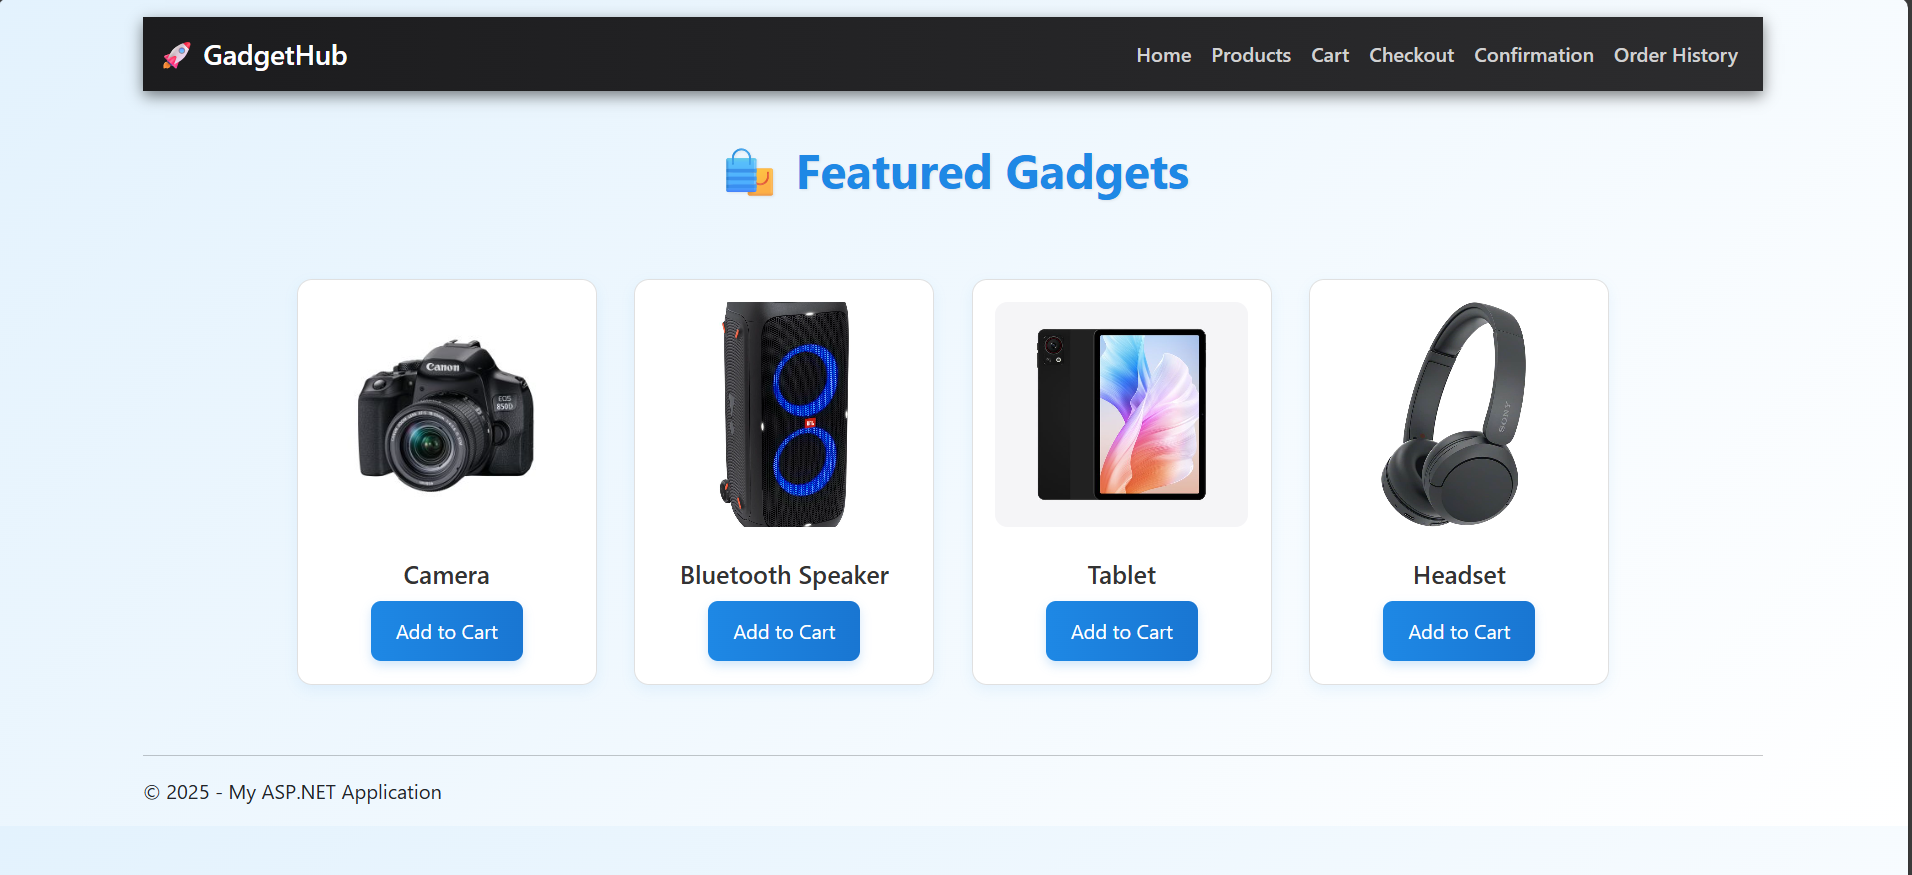 GadgetHub
Home Products Cart Checkout Confirmation Order History
Featured Gadgets
Canon
EOS
850D
SONY
Camera
Bluetooth Speaker
Tablet
Headset
Add to Cart
Add to Cart
Add to Cart
Add to Cart
© 2025 - My ASP.NET Application